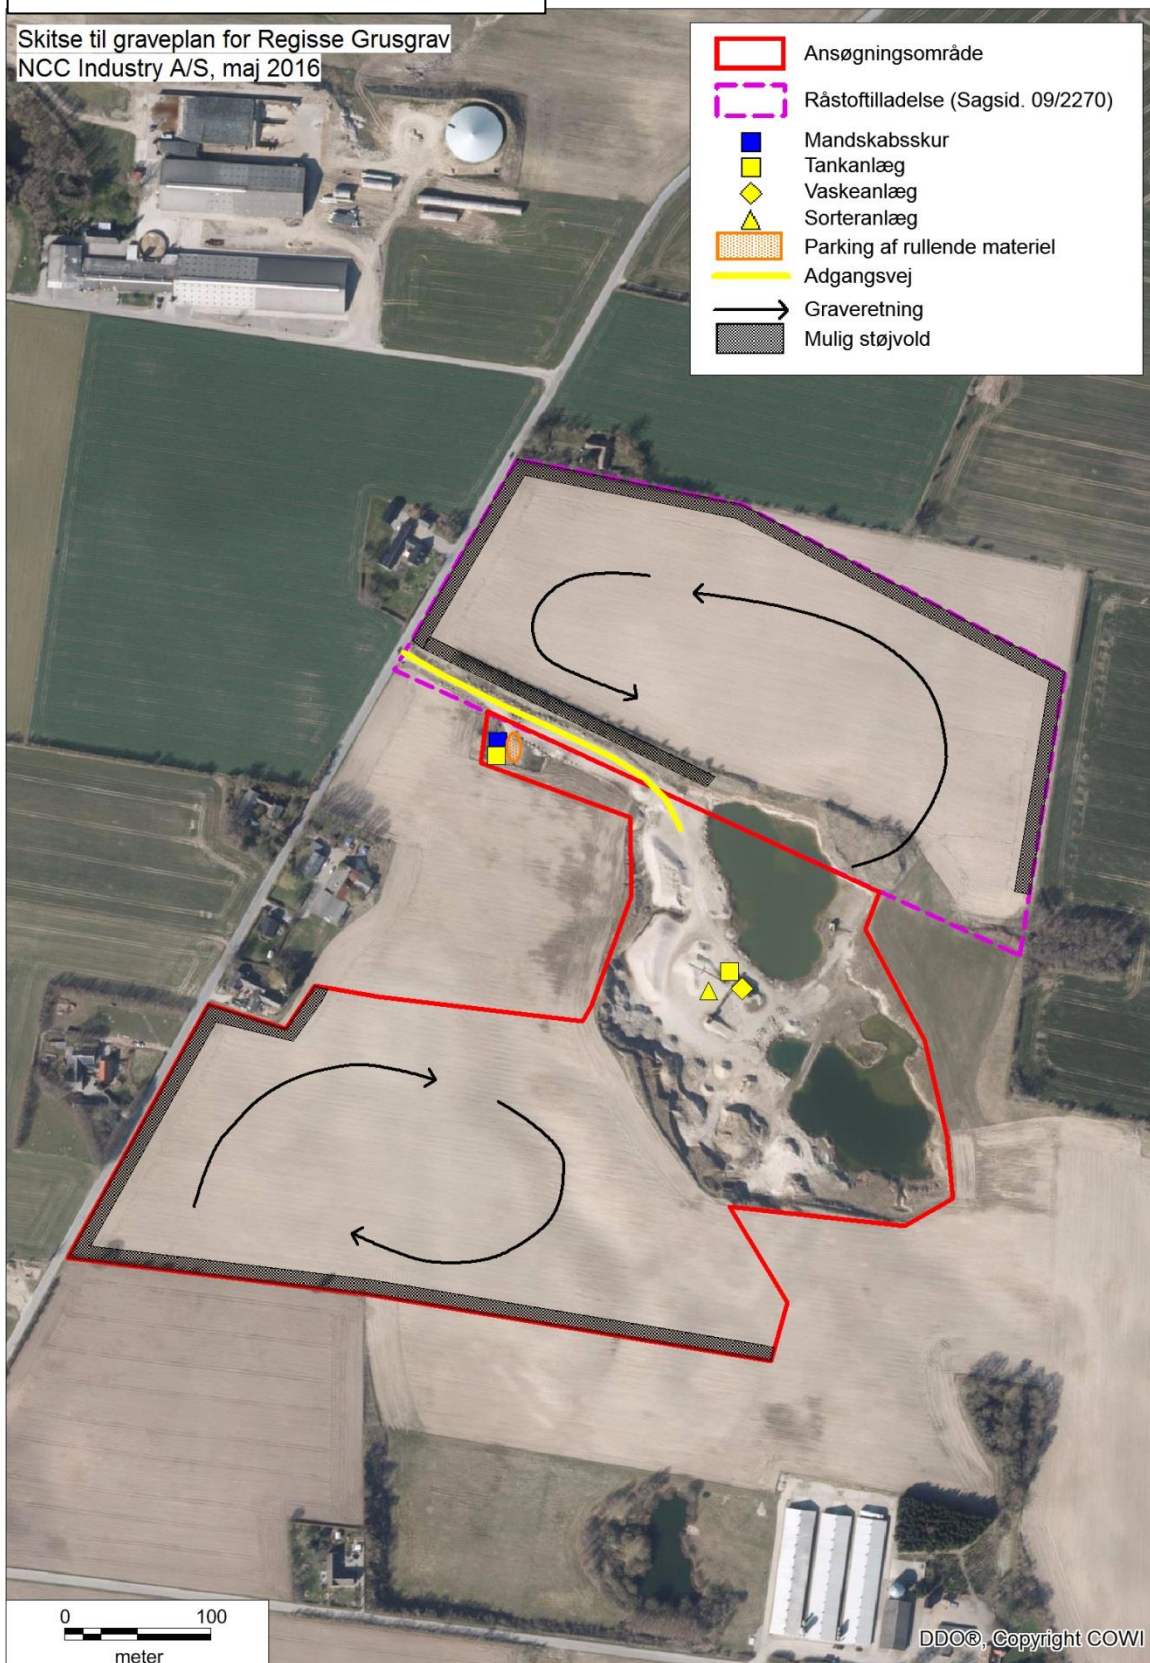 Skitse til graveplan for Regisse Grusgrav
NCC Industry A/S, maj 2016
Ansøgningsområde
Råstoftilladelse (Sagsid. 09/2270)
Mandskabsskur
Tankanlæg
Vaskeanlæg
Sorteranlæg
Parking af rullende materiel
Adgangsvej
Graveretning
Mulig støjvold
0 100
meter
DDO®, Copyright COWI